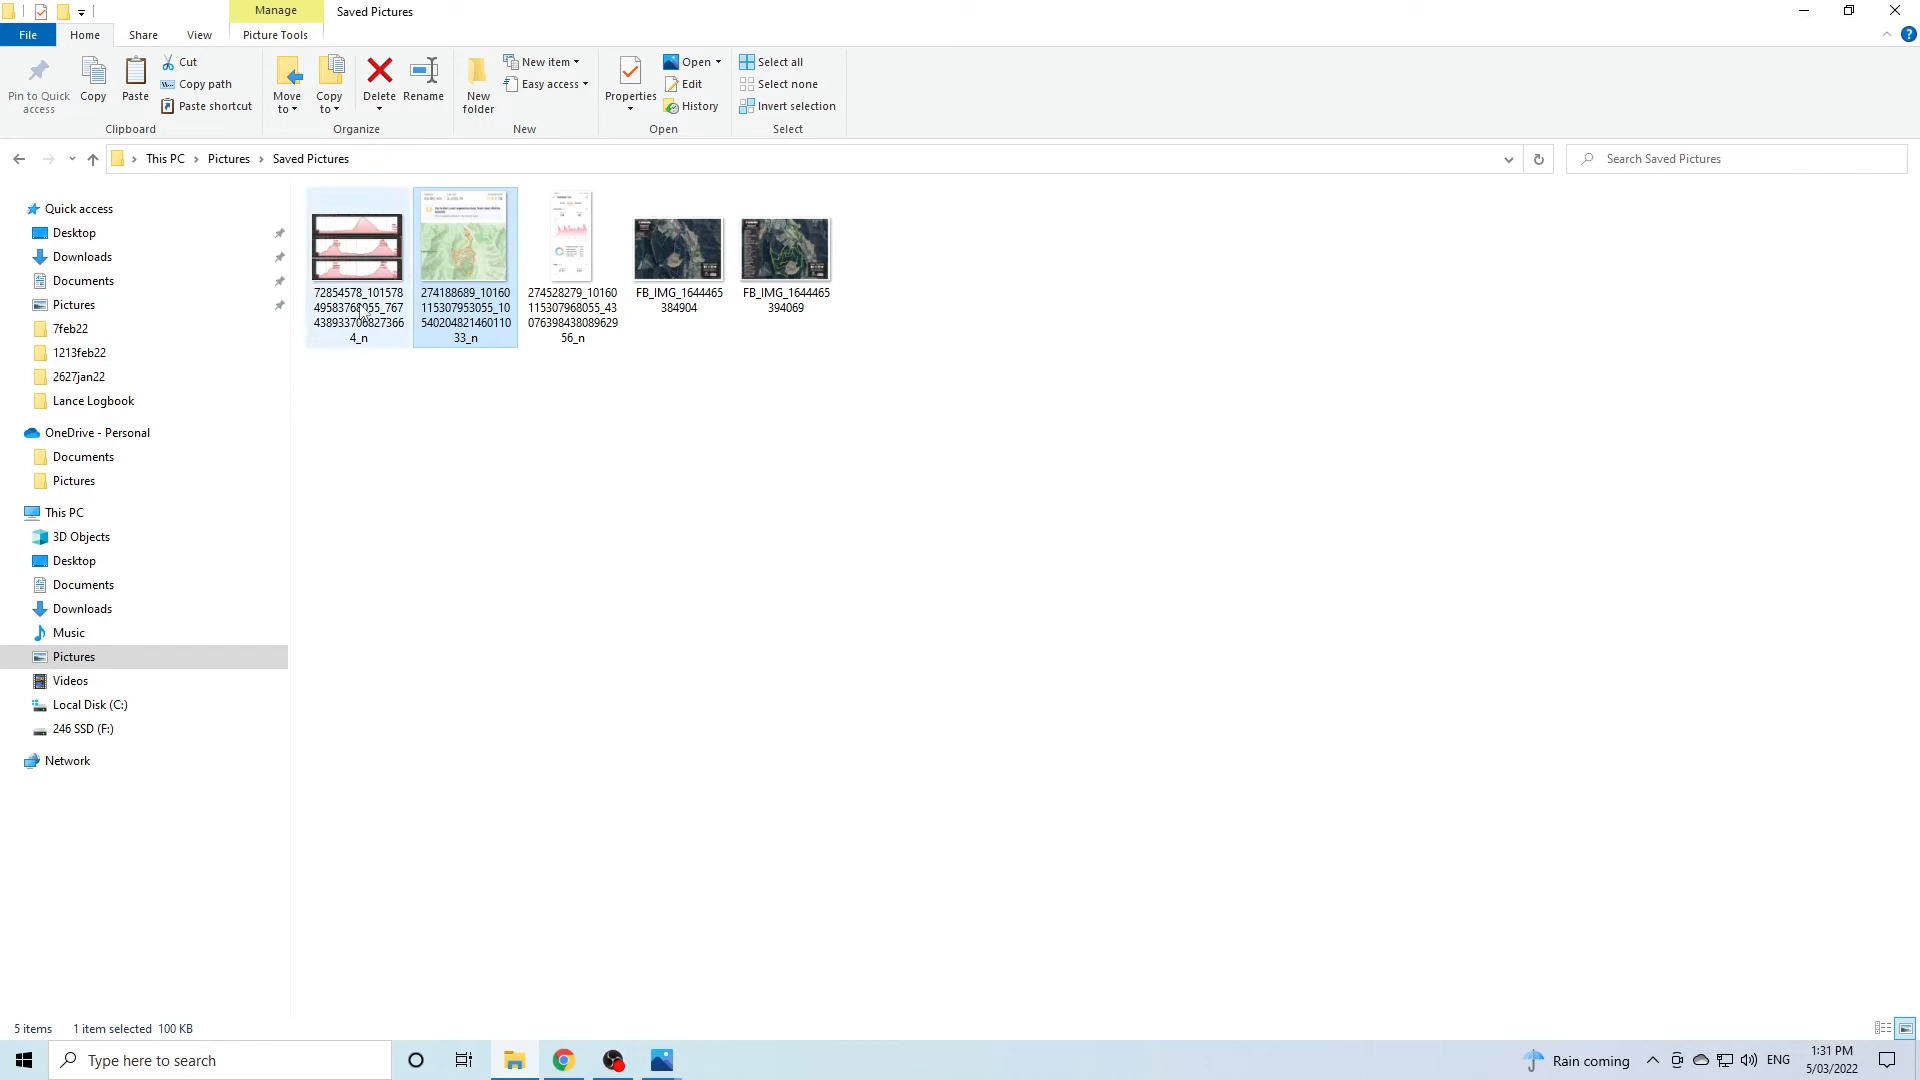 Manage
Saved Pictures
File
Home
Share
View
Picture Tools
Pin to Quick access
Copy
Paste
Cut
Copy path
Paste shortcut
Clipboard
Move to
Copy to
Delete
Rename
Organize
New folder
New item
Easy access
New
Properties
Open
Edit
History
Open
Select all
Select none
Invert selection
Select
This PC > Pictures > Saved Pictures
Search Saved Pictures
Quick access
Desktop
Downloads
Documents
Pictures
7feb22
1213feb22
2627jan22
Lance Logbook
OneDrive - Personal
Documents
Pictures
This PC
3D Objects
Desktop
Documents
Downloads
Music
Pictures
Videos
Local Disk (C:)
246 SSD (F:)
Network
72854578_101578
49583768055_767
438933706827366
4_n
274188689_10160
115307953055_10
540204821460110
33_n
274528279_10160
115307968055_43
076398438089629
56_n
FB_IMG_1644465
384904
FB_IMG_1644465
394069
5 items
1 item selected 100 KB
Type here to search
Rain coming
ENG
1:31 PM
5/03/2022